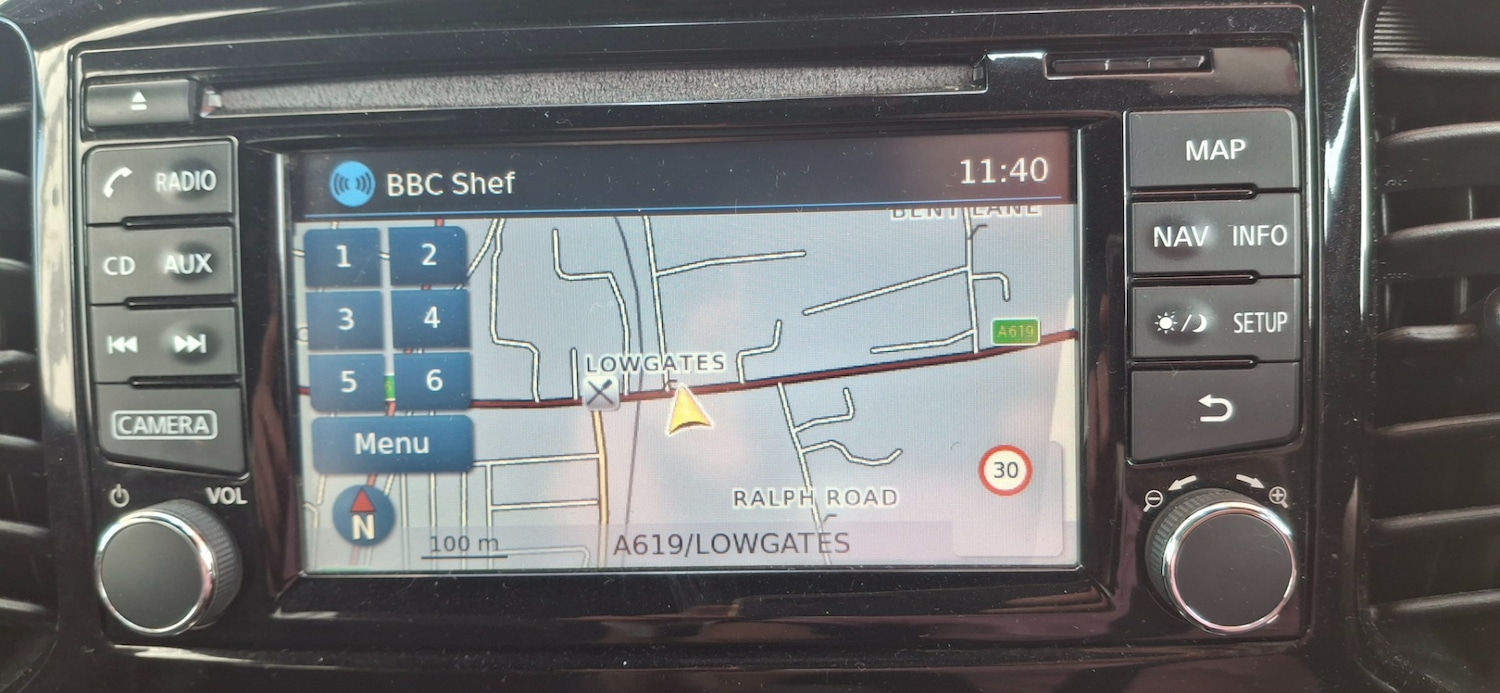 BBC Shef
11:40
RADIO
CD AUX
CAMERA
VOL
1 2
3 4
5 6
Menu
N
100 m
BENT LANE
A619
LOWGATES
30
RALPH ROAD
A619/LOWGATES
MAP
NAV INFO
SETUP